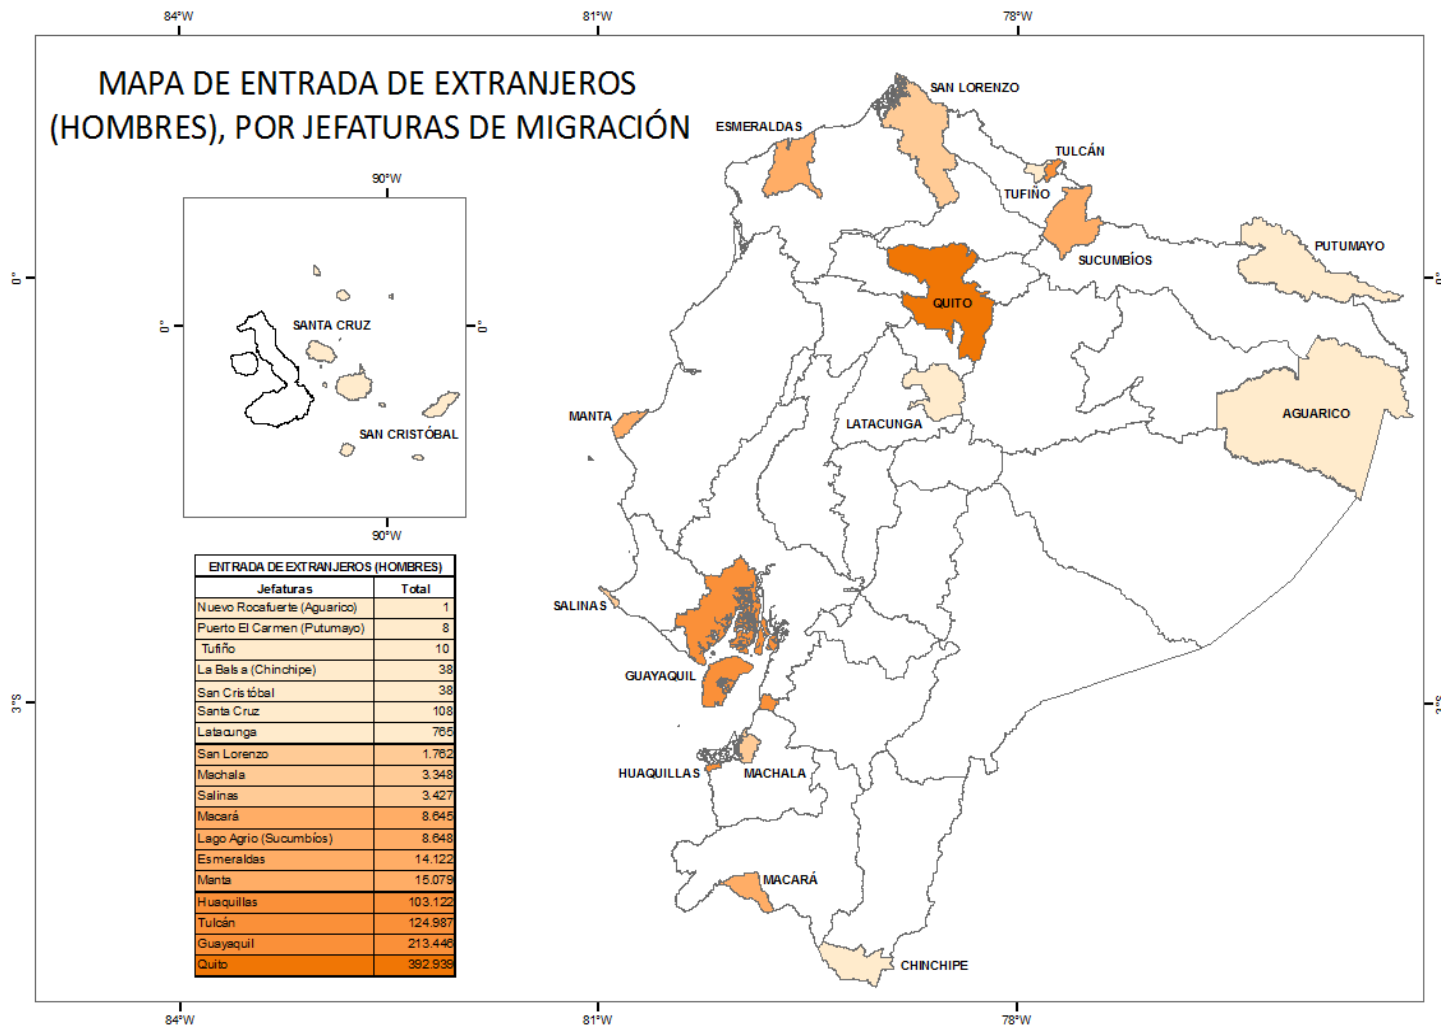 84°W 81°W 78°W
MAPA DE ENTRADA DE EXTRANJEROS
(HOMBRES), POR JEFATURAS DE MIGRACIÓN
SAN LORENZO
ESMERALDAS
TULCÁN
TUFIÑO
PUTUMAYO
SUCUMBÍOS
QUITO
0° 0°
90°W
SANTA CRUZ
0° 0°
SAN CRISTÓBAL
90°W
MANTA
LATACUNGA
AGUARICO
SALINAS
GUAYAQUIL
3°S 3°S
HUAQUILLAS
MACHALA
MACARÁ
CHINCHIPE
ENTRADA DE EXTRANJEROS (HOMBRES)
Jefaturas Total
Nuevo Rocafuerte (Aguarico) 1
Puerto El Carmen (Putumayo) 8
Tufiño 10
La Balsa (Chinchipe) 38
San Cristóbal 38
Santa Cruz 108
Latacunga 765
San Lorenzo 1.762
Machala 3.348
Salinas 3.427
Macará 8.645
Lago Agrio (Sucumbíos) 8.648
Esmeraldas 14.122
Manta 15.079
Huaquillas 103.122
Tulcán 124.987
Guayaquil 213.446
Quito 392.939
84°W 81°W 78°W